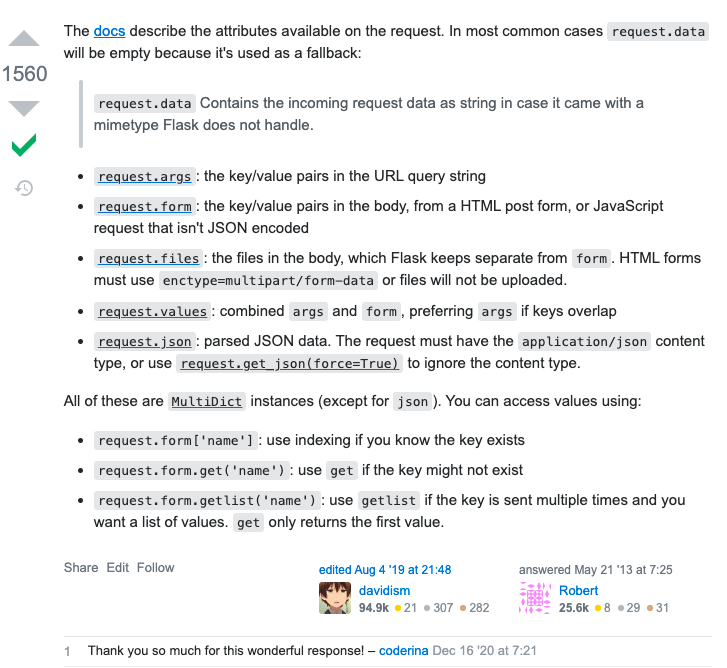 The docs describe the attributes available on the request. In most common cases request.data
will be empty because it's used as a fallback:
1560
request.data Contains the incoming request data as string in case it came with a
mimetype Flask does not handle.
• request.args: the key/value pairs in the URL query string
• request.form: the key/value pairs in the body, from a HTML post form, or JavaScript
request that isn't JSON encoded
• request.files: the files in the body, which Flask keeps separate from form. HTML forms
must use enctype=multipart/form-data or files will not be uploaded.
• request.values: combined args and form, preferring args if keys overlap
• request.json: parsed JSON data. The request must have the application/json content
type, or use request.get_json(force=True) to ignore the content type.
All of these are MultiDict instances (except for json). You can access values using:
• request.form['name']: use indexing if you know the key exists
• request.form.get('name'): use get if the key might not exist
• request.form.getlist('name'): use getlist if the key is sent multiple times and you
want a list of values. get only returns the first value.
Share Edit Follow
edited Aug 4 '19 at 21:48
davidism
94.9k ●21 ●307 ●282
answered May 21 '13 at 7:25
Robert
25.6k ●8 ●29 ●31
1 Thank you so much for this wonderful response! – coderina Dec 16 '20 at 7:21